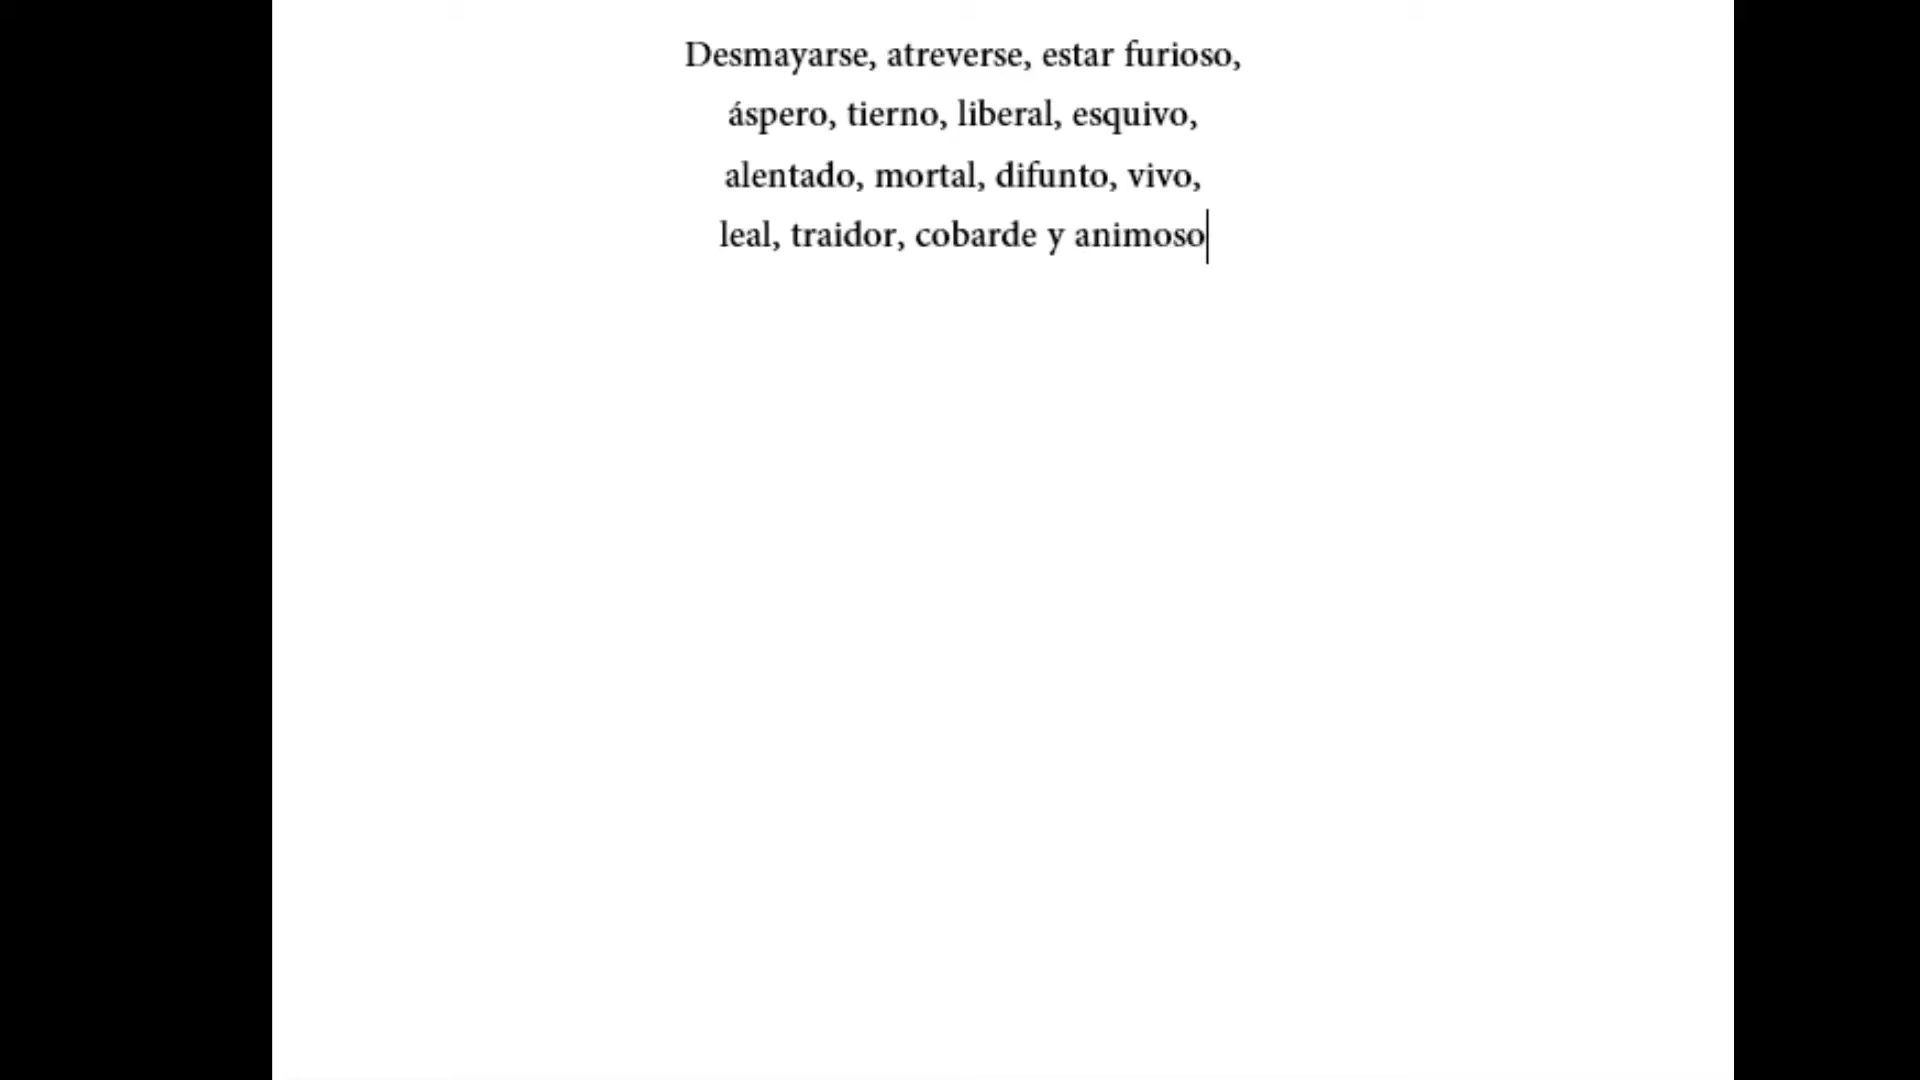 Desmayarse, atreverse, estar furioso,
áspero, tierno, liberal, esquivo,
alentado, mortal, difunto, vivo,
leal, traidor, cobarde y animoso